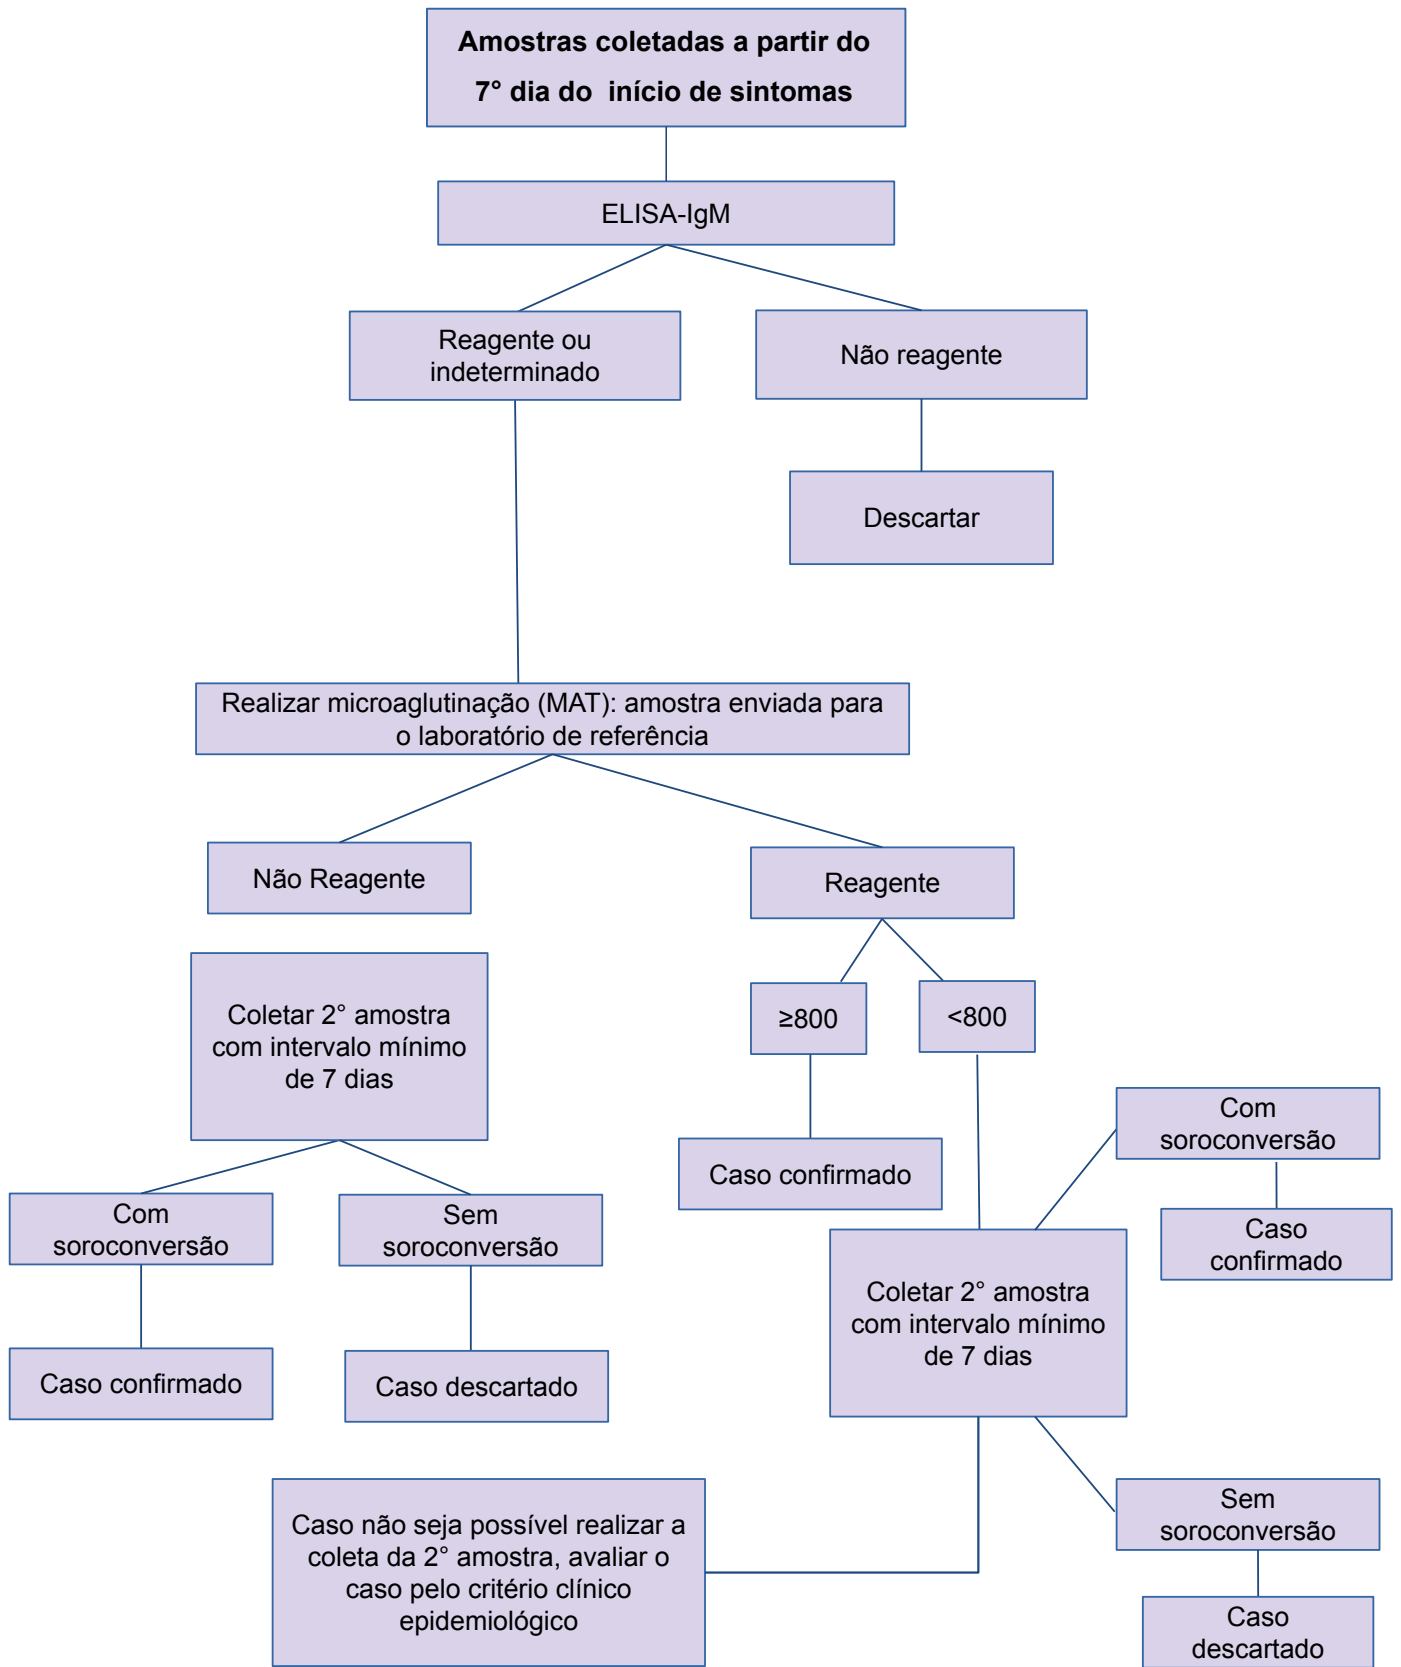 Amostras coletadas a partir do
7° dia do início de sintomas
ELISA-IgM
Reagente ou
indeterminado
Não reagente
Descartar
Realizar microaglutinação (MAT): amostra enviada para
o laboratório de referência
Não Reagente
Reagente
Coletar 2° amostra
com intervalo mínimo
de 7 dias
≥800
<800
Com
soroconversão
Caso confirmado
Com
soroconversão
Sem
soroconversão
Caso
confirmado
Coletar 2° amostra
com intervalo mínimo
de 7 dias
Caso confirmado
Caso descartado
Caso não seja possível realizar a
coleta da 2° amostra, avaliar o
caso pelo critério clínico
epidemiológico
Sem
soroconversão
Caso
descartado